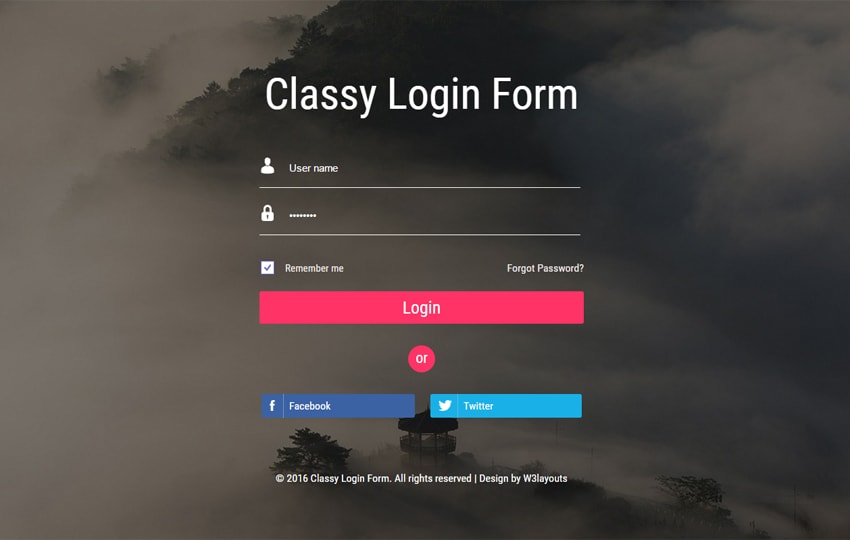 Classy Login Form
User name
••••••••
Remember me
Forgot Password?
Login
or
f Facebook
Twitter
© 2016 Classy Login Form. All rights reserved | Design by W3layouts